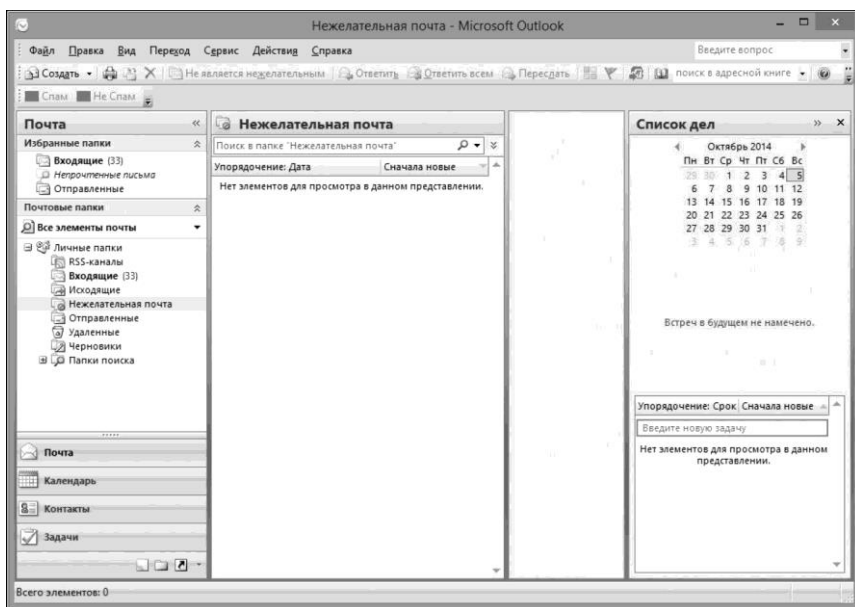 Нежелательная почта - Microsoft Outlook
Файл Правка Вид Переход Сервис Действия Справка Введите вопрос
Создать Не является нежелательным Ответить Ответить всем Переслать поиск в адресной книге
Спам Не Спам
Почта
Избранные папки
Входящие (33)
Непрочтенные письма
Отправленные
Почтовые папки
Все элементы почты
Личные папки
RSS-каналы
Входящие (33)
Исходящие
Нежелательная почта
Отправленные
Удаленные
Черновики
Папки поиска
Почта
Календарь
Контакты
Задачи
Нежелательная почта
Поиск в папке "Нежелательная почта"
Упорядочение: Дата Сначала новые
Нет элементов для просмотра в данном представлении.
Список дел
Октябрь 2014
Пн Вт Ср Чт Пт Сб Вс
29 30 1 2 3 4 5
6 7 8 9 10 11 12
13 14 15 16 17 18 19
20 21 22 23 24 25 26
27 28 29 30 31 1 2
3 4 5 6 7 8 9
Встреч в будущем не намечено.
Упорядочение: Срок Сначала новые
Введите новую задачу
Нет элементов для просмотра в данном
представлении.
Всего элементов: 0